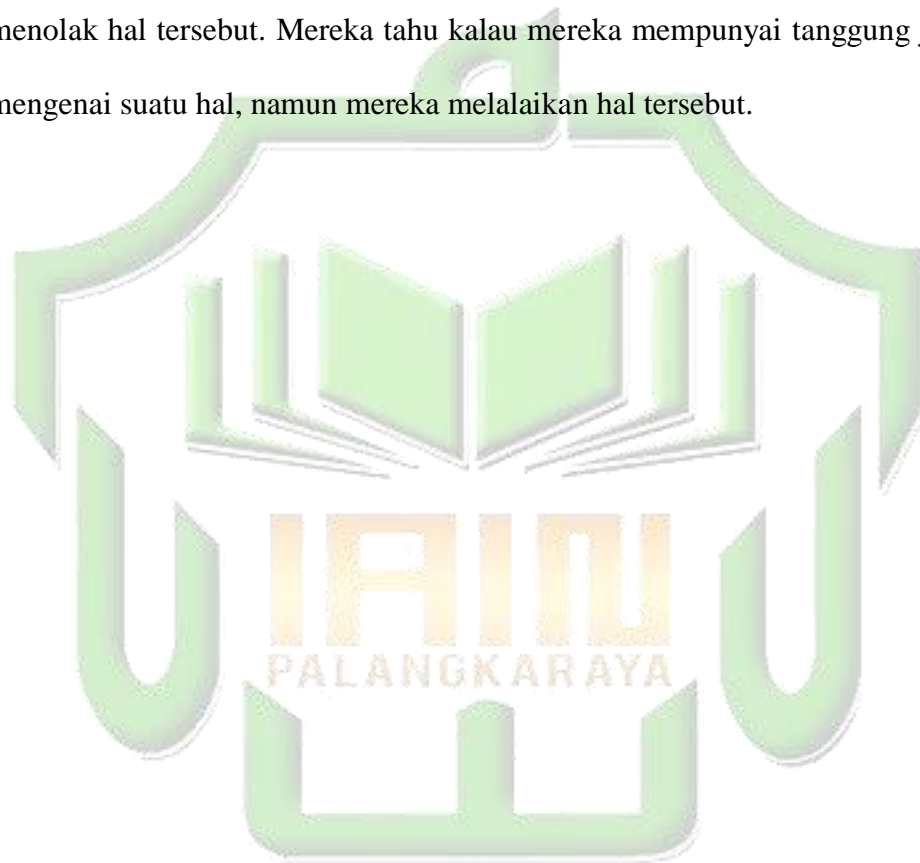 menolak hal tersebut. Mereka tahu kalau mereka mempunyai tanggung
mengenai suatu hal, namun mereka melalaikan hal tersebut.
IAIN
PALANGKARAYA